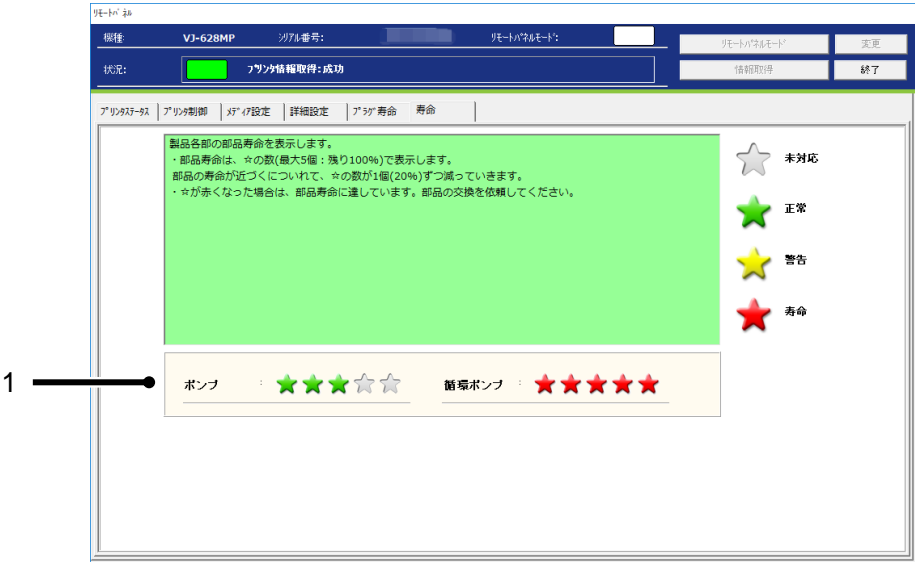 ﾘﾓｰﾄﾊﾟﾈﾙ
機種: VJ-628MP ｼﾘｱﾙ番号: ﾘﾓｰﾄﾊﾟﾈﾙﾓｰﾄﾞ: ﾘﾓｰﾄﾊﾟﾈﾙﾓｰﾄﾞ 変更
状況: ﾌﾟﾘﾝﾀ情報取得:成功 情報取得 終了
ﾌﾟﾘﾝﾀｽﾃｰﾀｽ ﾌﾟﾘﾝﾀ制御 ﾒﾃﾞｨｱ設定 詳細設定 ﾌﾟﾗｸﾞ寿命 寿命
製品各部の部品寿命を表示します。
・部品寿命は、☆の数(最大5個：残り100%)で表示します。
部品の寿命が近づくについれて、☆の数が1個(20%)ずつ減っていきます。
・☆が赤くなった場合は、部品寿命に達しています。部品の交換を依頼してください。
未対応
正常
警告
寿命
1
ポンプ : 循環ポンプ :